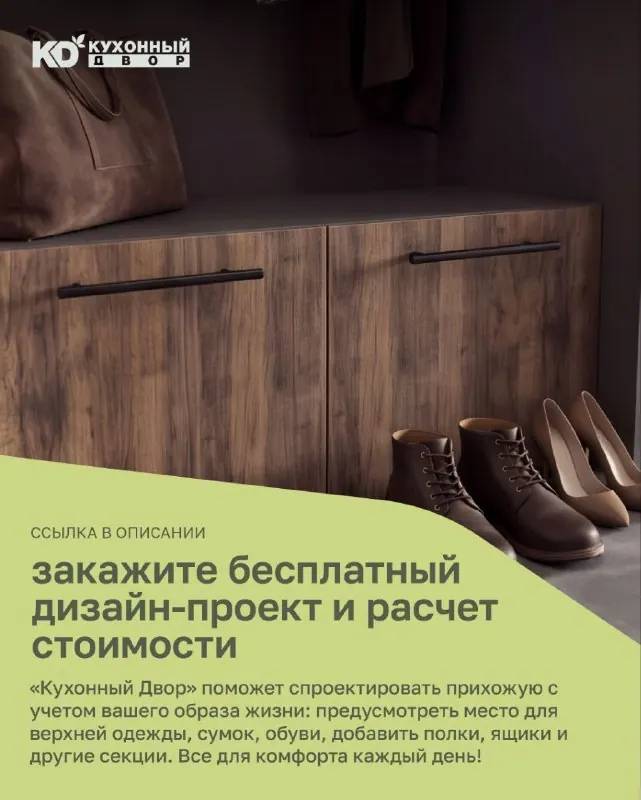 KD КУХОННЫЙ
ДВОР
ССЫЛКА В ОПИСАНИИ
закажите бесплатный
дизайн-проект и расчет
стоимости
«Кухонный Двор» поможет спроектировать прихожую с
учетом вашего образа жизни: предусмотреть место для
верхней одежды, сумок, обуви, добавить полки, ящики и
другие секции. Все для комфорта каждый день!